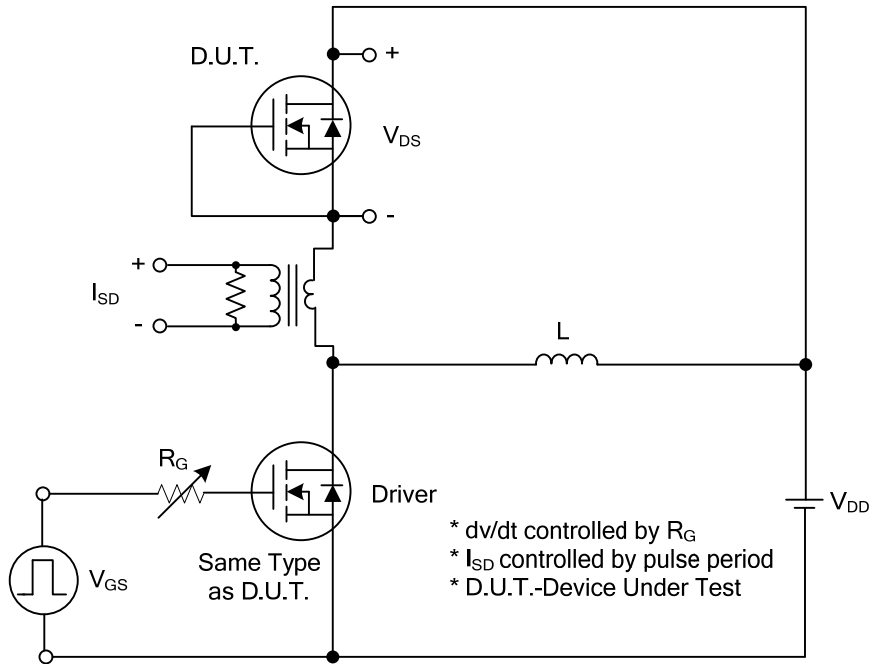 D.U.T.
+
V_DS
-
+
I_SD
-
L
R_G
Driver
V_DD
Same Type
as D.U.T.
V_GS
* dv/dt controlled by R_G
* I_SD controlled by pulse period
* D.U.T.-Device Under Test